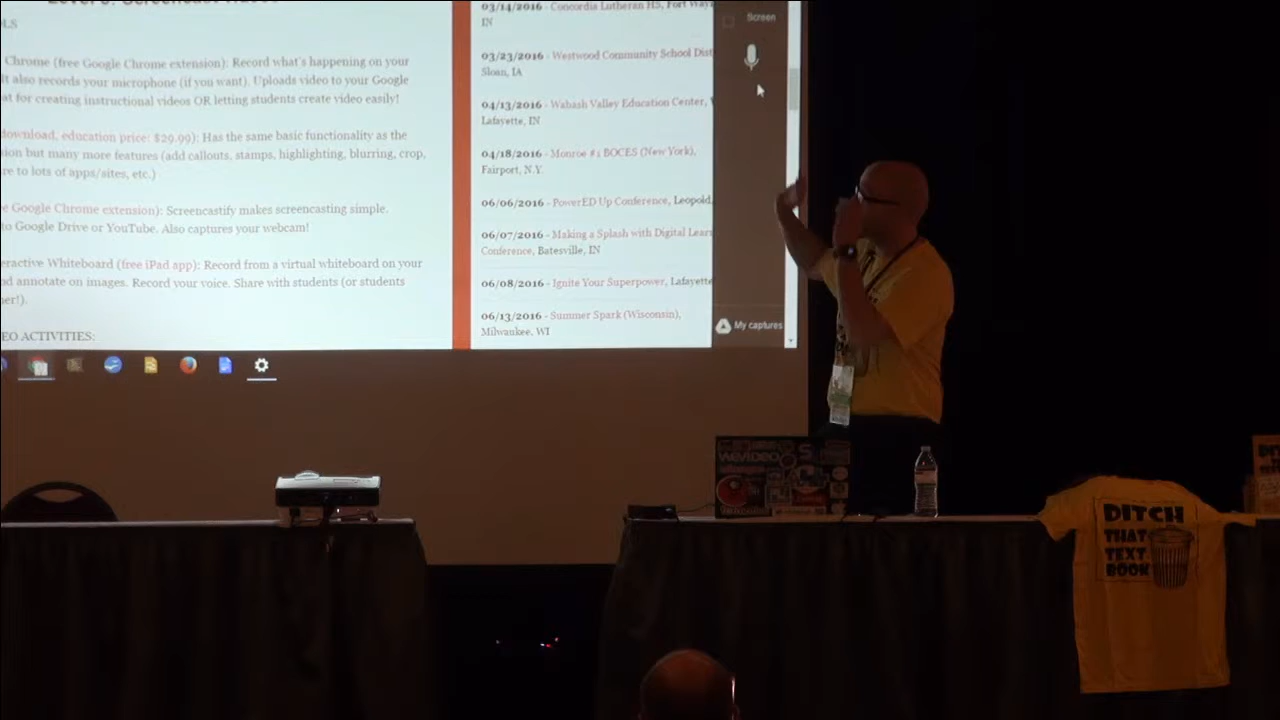 Chrome (free Google Chrome extension): Record what's happening on your
It also records your microphone (if you want). Uploads video to your Google
at for creating instructional videos OR letting students create video easily!
download, education price: $29.99): Has the same basic functionality as the
ion but many more features (add callouts, stamps, highlighting, blurring, crop,
re to lots of apps/sites, etc.)
e Google Chrome extension): Screencastify makes screencasting simple.
to Google Drive or YouTube. Also captures your webcam!
eractive Whiteboard (free iPad app): Record from a virtual whiteboard on your
d annotate on images. Record your voice. Share with students (or students
er!).
EO ACTIVITIES:
03/14/2016 - Concordia Lutheran HS, Fort Way
IN
03/23/2016 - Westwood Community School Dist
Sloan, IA
04/13/2016 - Wabash Valley Education Center,
Lafayette, IN
04/18/2016 - Monroe #1 BOCES (New York),
Fairport, N.Y.
06/06/2016 - PowerED Up Conference, Leopold,
06/07/2016 - Making a Splash with Digital Lear
Conference, Batesville, IN
06/08/2016 - Ignite Your Superpower, Lafayette
06/13/2016 - Summer Spark (Wisconsin),
Milwaukee, WI
Screen
My captures
WEVIDEO
DITCH
THAT
TEXT
BOOK